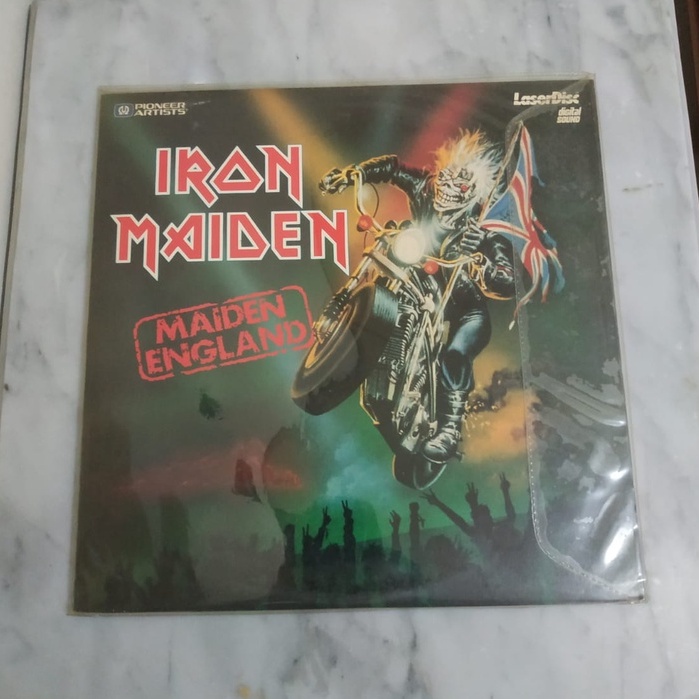 PIONEER
ARTISTS
LaserDisc
digital
SOUND
IRON
MAIDEN
MAIDEN
ENGLAND